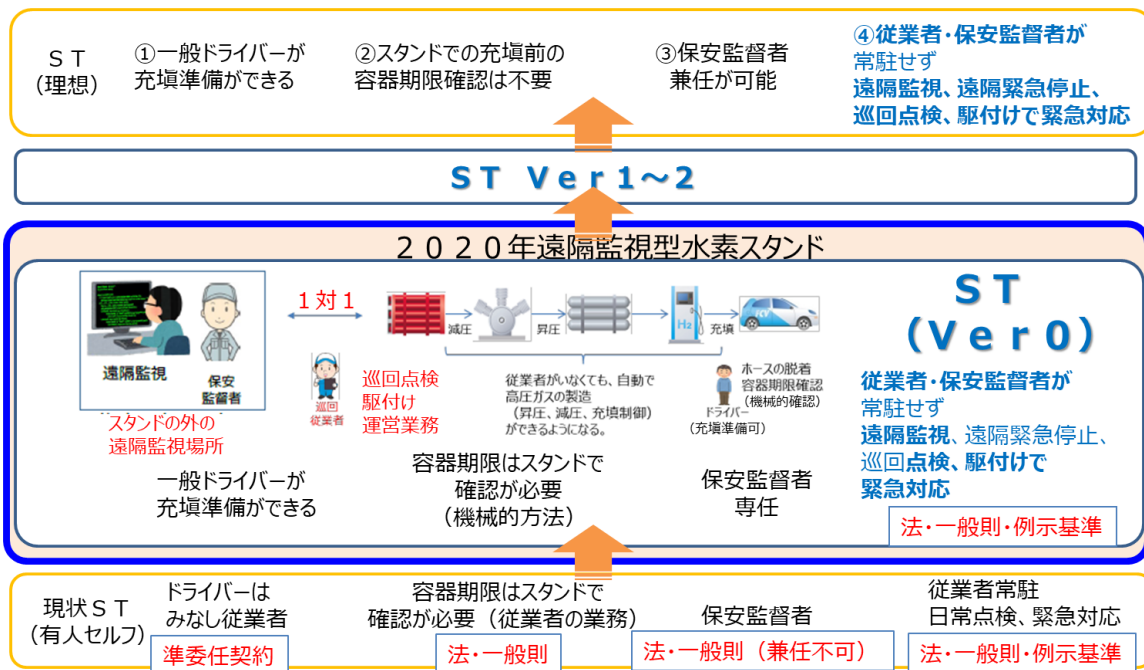 ＳＴ
(理想)
①一般ドライバーが
充塡準備ができる
②スタンドでの充塡前の
容器期限確認は不要
③保安監督者
兼任が可能
④従業者・保安監督者が
常駐せず
遠隔監視、遠隔緊急停止、
巡回点検、駆付けで緊急対応
ＳＴ Ｖｅｒ１～２
２０２０年遠隔監視型水素スタンド
遠隔監視
保安
監督者
スタンドの外の
遠隔監視場所
１対１
巡回
従業者
巡回点検
駆付け
運営業務
減圧
昇圧
H2
充塡
FCV
従業者がいなくても、自動で
高圧ガスの製造
（昇圧、減圧、充塡制御）
ができるようになる。
ホースの脱着
容器期限確認
（機械的確認）
ドライバー
（充塡準備可）
一般ドライバーが
充塡準備ができる
容器期限はスタンドで
確認が必要
（機械的方法）
保安監督者
専任
ＳＴ
（Ｖｅｒ０）
従業者・保安監督者が
常駐せず
遠隔監視、遠隔緊急停止、
巡回点検、駆付けで
緊急対応
法・一般則・例示基準
現状ＳＴ
(有人セルフ)
ドライバーは
みなし従業者
準委任契約
容器期限はスタンドで
確認が必要（従業者の業務）
法・一般則
保安監督者
法・一般則（兼任不可）
従業者常駐
日常点検、緊急対応
法・一般則・例示基準